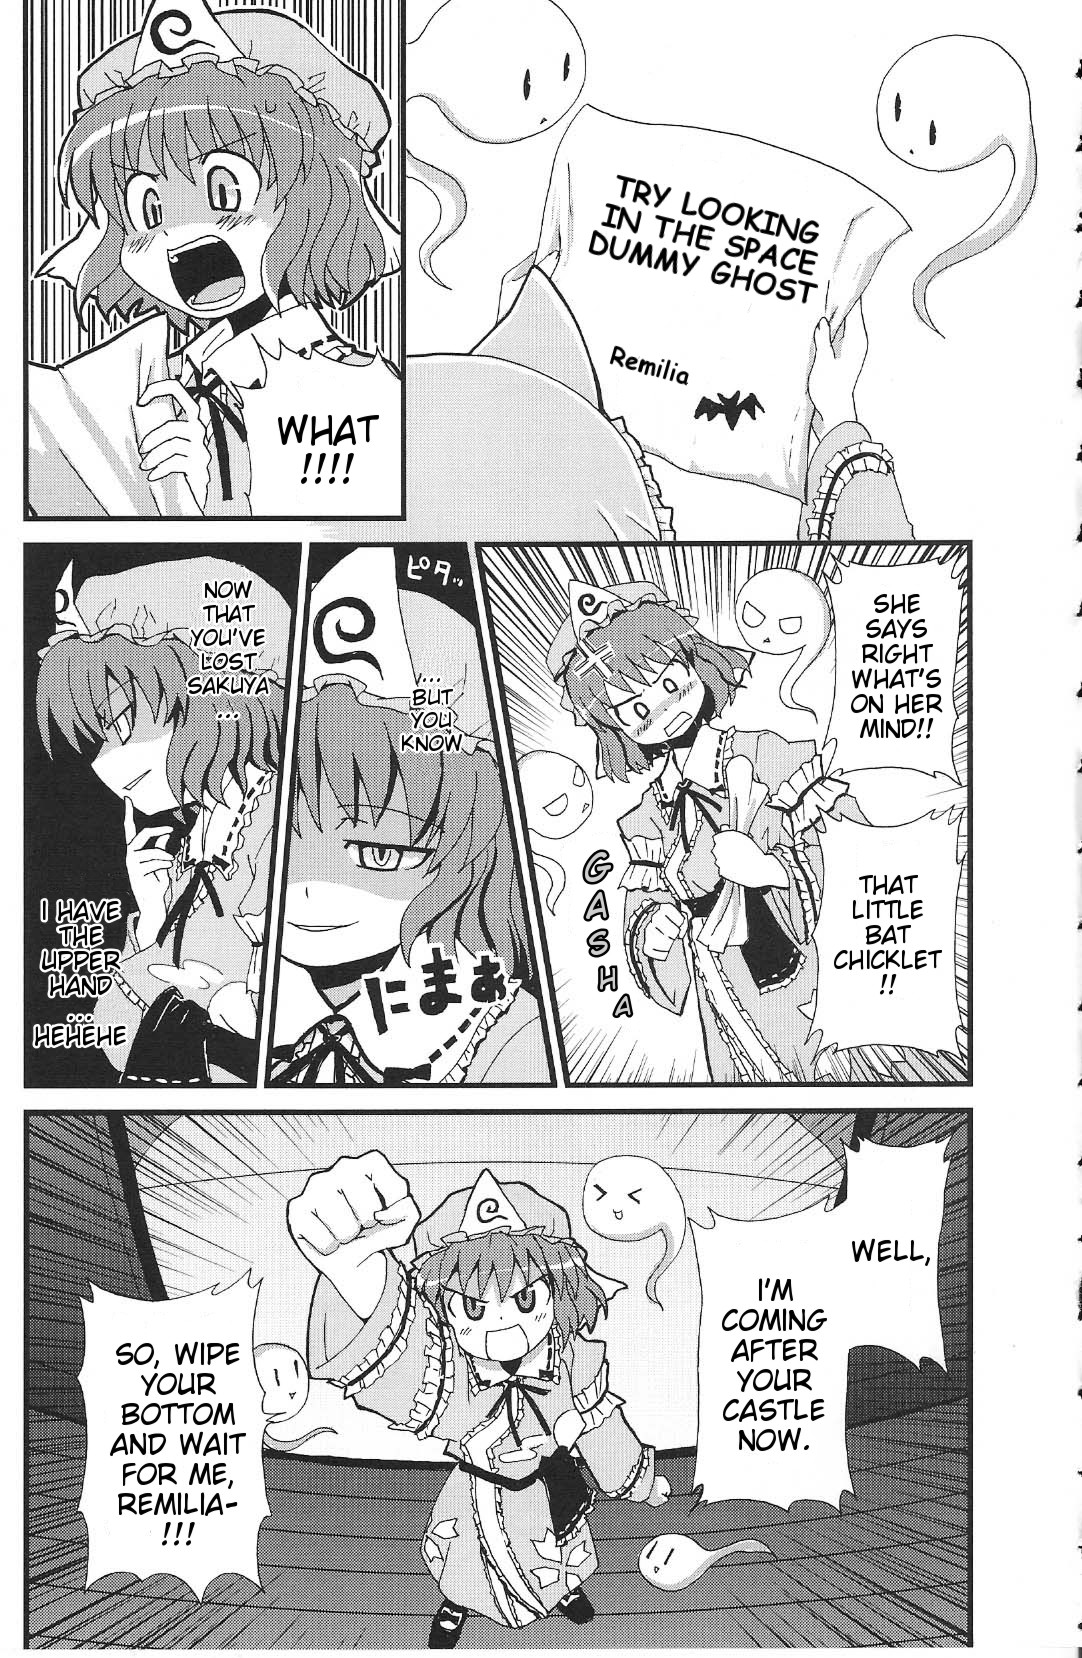 TRY LOOKING
IN THE SPACE
DUMMY GHOST
Remilia
WHAT
!!!!
SHE
SAYS
RIGHT
WHAT'S
ON HER
MIND!!
THAT
LITTLE
BAT
CHICKLET
!!
GASHA
ピタッ
...
BUT
YOU
KNOW
にまぁ
NOW
THAT
YOU'VE
LOST
SAKUYA
...
I HAVE
THE
UPPER
HAND
...
HEHEHE
WELL,
I'M
COMING
AFTER
YOUR
CASTLE
NOW.
SO, WIPE
YOUR
BOTTOM
AND WAIT
FOR ME,
REMILIA-
!!!